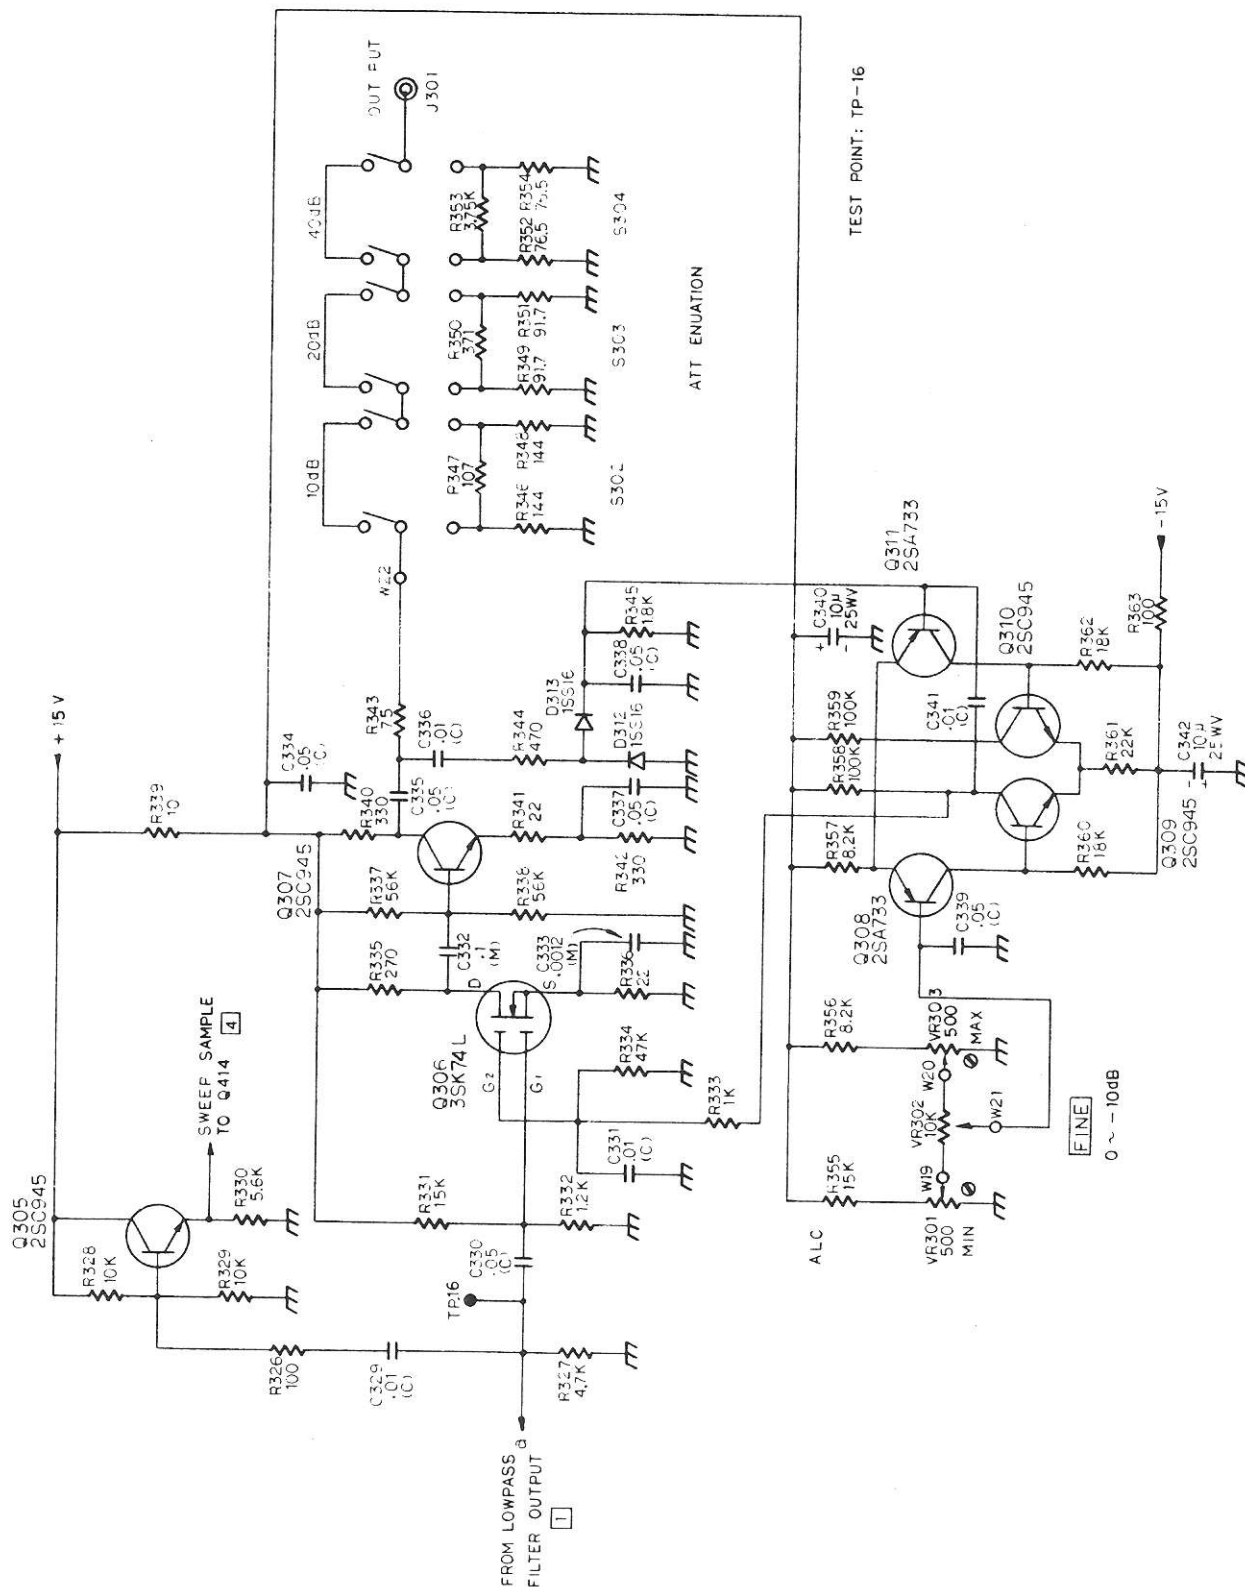 +15V
Q305
2SC945
R328
10K
R329
10K
R330
5.6K
SWEEP SAMPLE
TO Q414
4
R326
100
C329
.01
(C)
R327
4.7K
FROM LOWPASS
FILTER OUTPUT
a
1
TP.16
C330
.05
(C)
R331
15K
R332
1.2K
C331
.01
(C)
R333
1K
R334
47K
Q306
3SK74L
G2
G1
D
S
R335
270
R336
22
C332
.1
(M)
C333
.0012
(M)
R337
56K
R338
56K
Q307
2SC945
R339
10
R340
330
C334
.05
(C)
C335
.05
(C)
R341
22
R342
330
C337
.05
(C)
R343
75
C336
.01
(C)
R344
470
D313
1SS16
D312
1SS16
C338
.05
(C)
R345
18K
W22
10dB
20dB
40dB
OUTPUT
J301
R347
107
R346
144
R348
144
S302
R350
371
R349
91.7
R351
91.7
S303
R353
3.75K
R352
76.5
R354
75.5
S304
ATTENUATION
TEST POINT: TP-16
ALC
R355
15K
VR301
500
MIN
W19
VR302
10K
W20
W21
R356
8.2K
VR303
500
MAX
FINE
0 ~ -10dB
Q308
2SA733
C339
.05
(C)
R357
8.2K
R358
100K
R359
100K
C340
10μ
25WV
+
-
C341
.01
(C)
Q311
2SA733
Q310
2SC945
Q309
2SC945
R360
18K
R361
22K
R362
18K
R363
100
-15V
C342
10μ
25WV
-
+